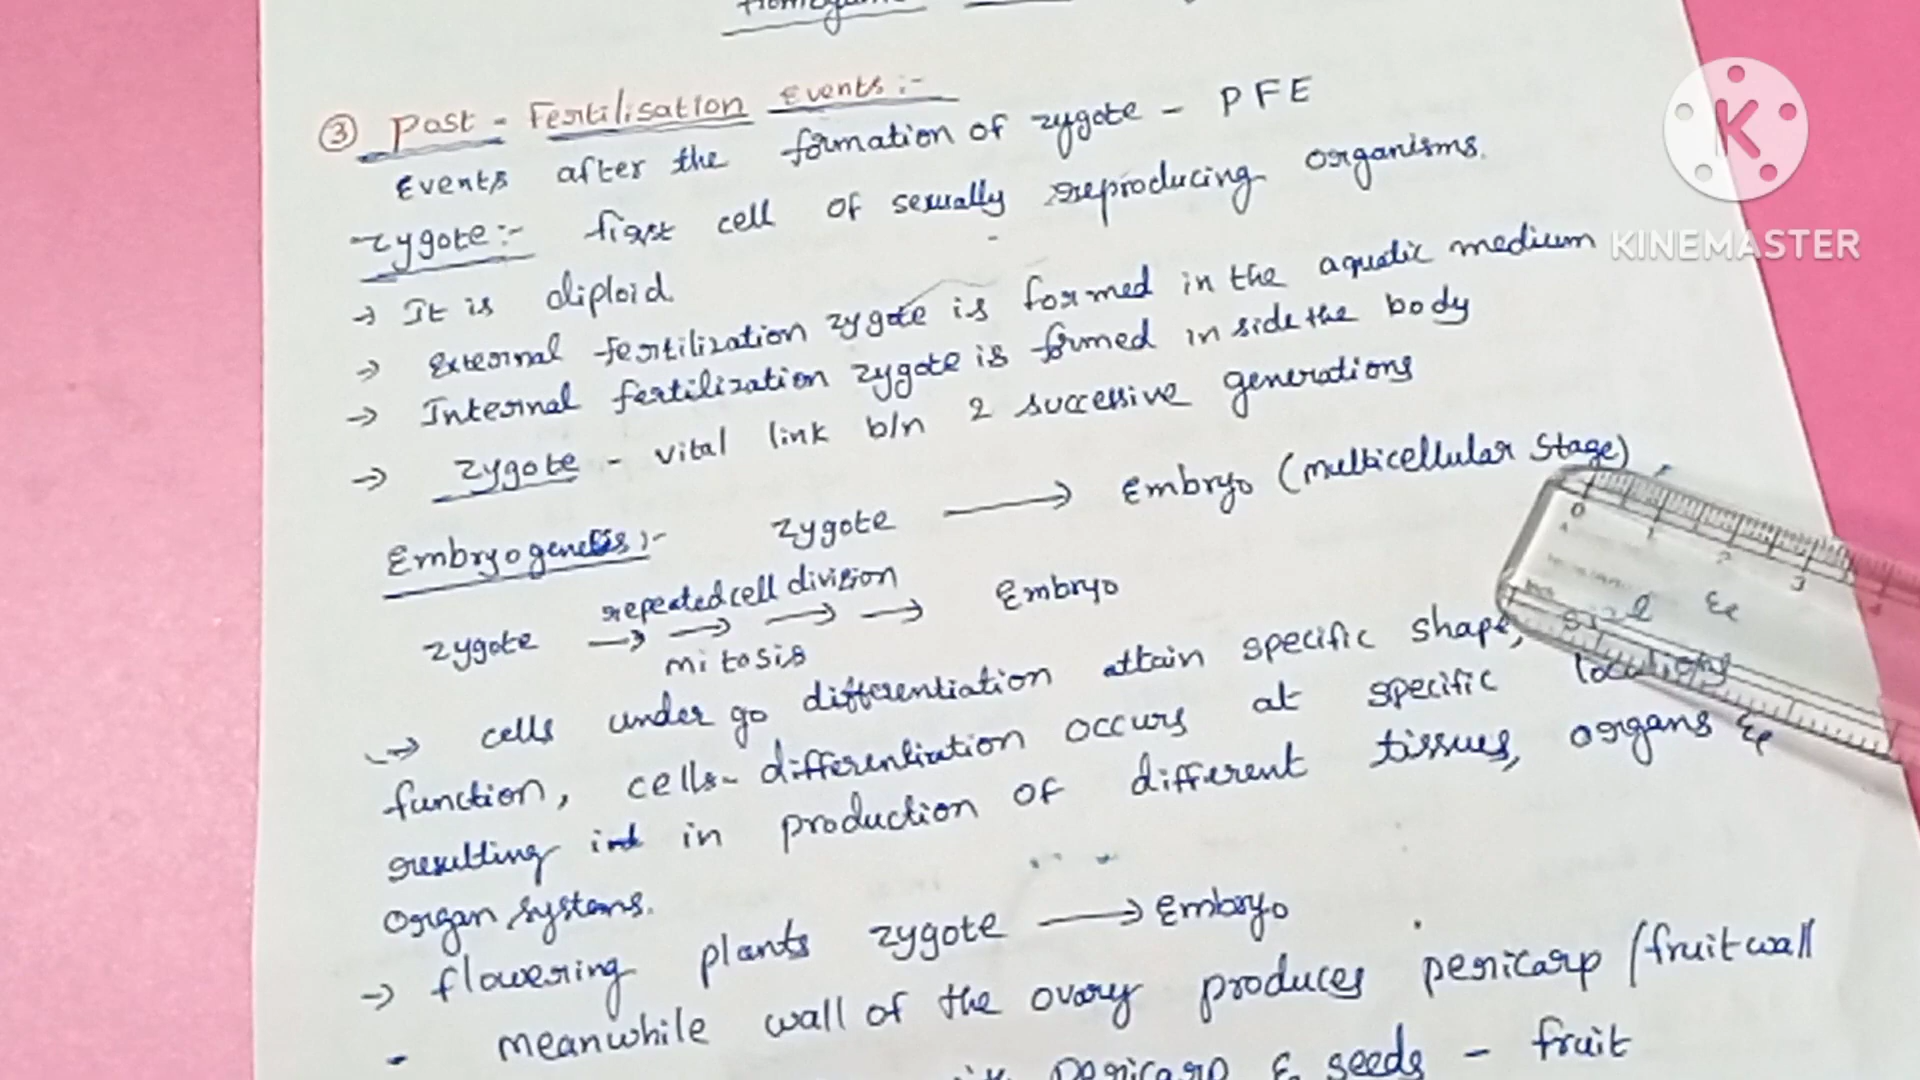 ③ Post - Fertilisation Events :-
Events after the formation of zygote - PFE
zygote :- first cell of sexually reproducing organisms.
→ It is diploid
→ External fertilization zygote is formed in the aquatic medium
→ Internal fertilization zygote is formed inside the body
→ Zygote - vital link b/n 2 successive generations
Embryogenesis :- zygote → Embryo (multicellular stage)
repeated cell division
zygote → → → → Embryo
mitosis
→ cells under go differentiation attain specific shape, size &
function, cells- differentiation occurs at specific locations
resulting in production of different tissues, organs &
organ systems.
→ flowering plants zygote → Embryo
- meanwhile wall of the ovary produces pericarp / fruit wall
pericarp & seeds - fruit
K
KINEMASTER
0 1 2 3